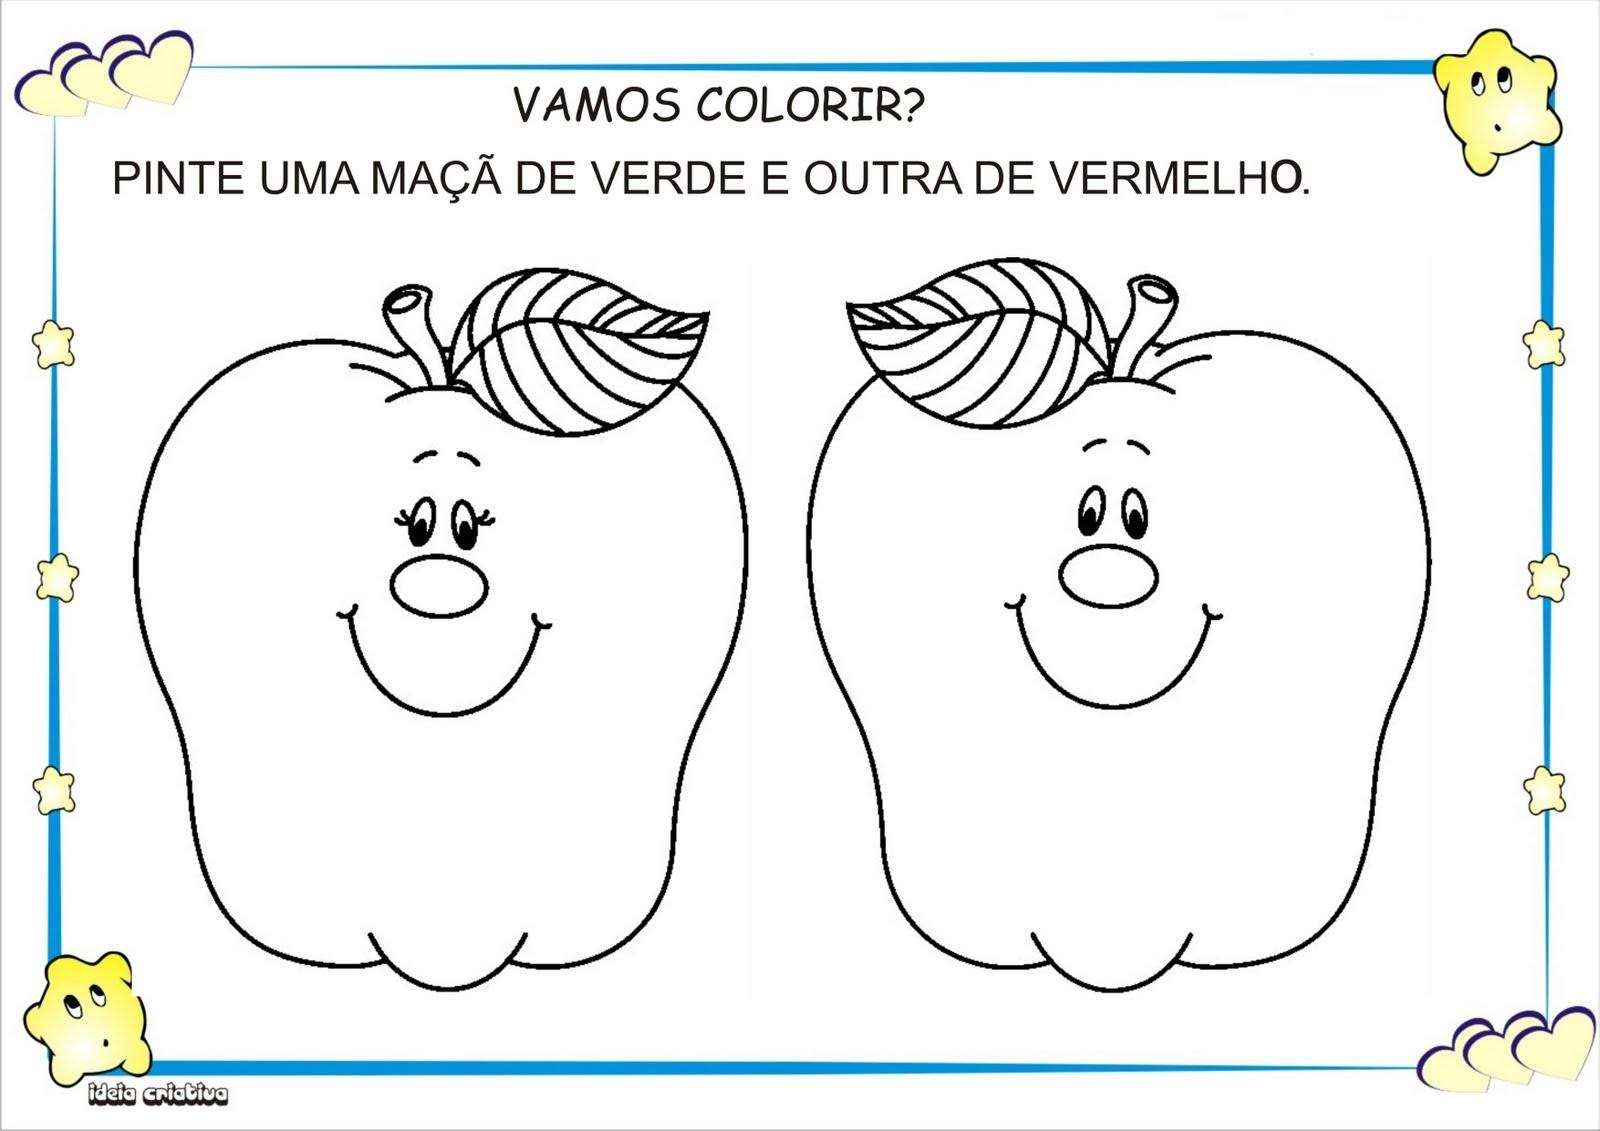 VAMOS COLORIR?
PINTE UMA MAÇÃ DE VERDE E OUTRA DE VERMELHO.
ideia criativa